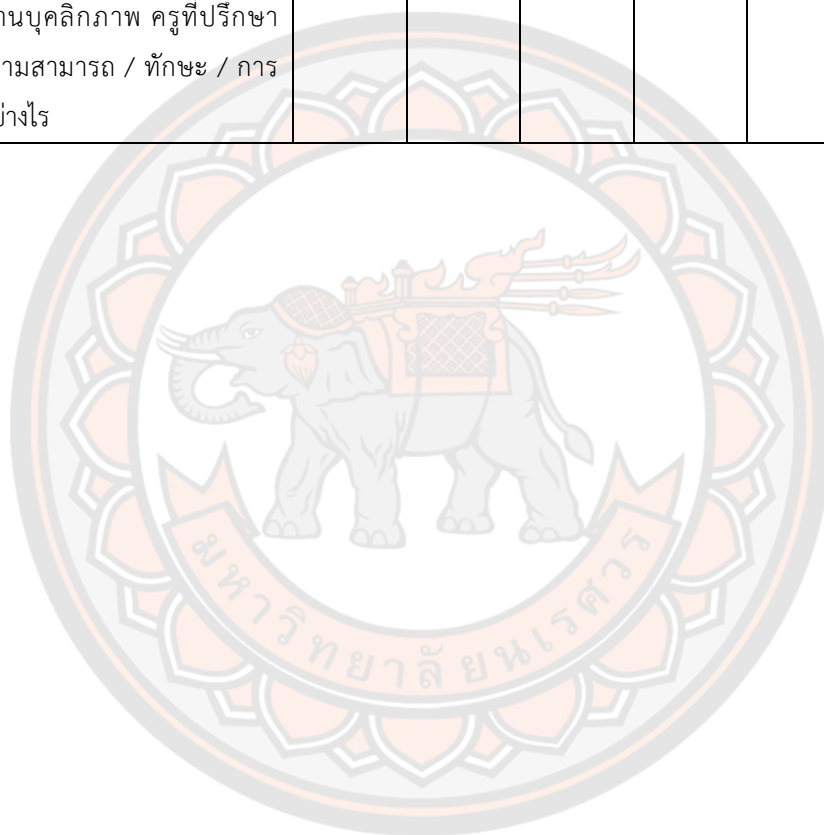 านบุคลิกภาพ ครูที่ปรึกษา
ามสามารถ / ทักษะ / การ
ย่างไร
มหาวิทยาลัยนเรศวร